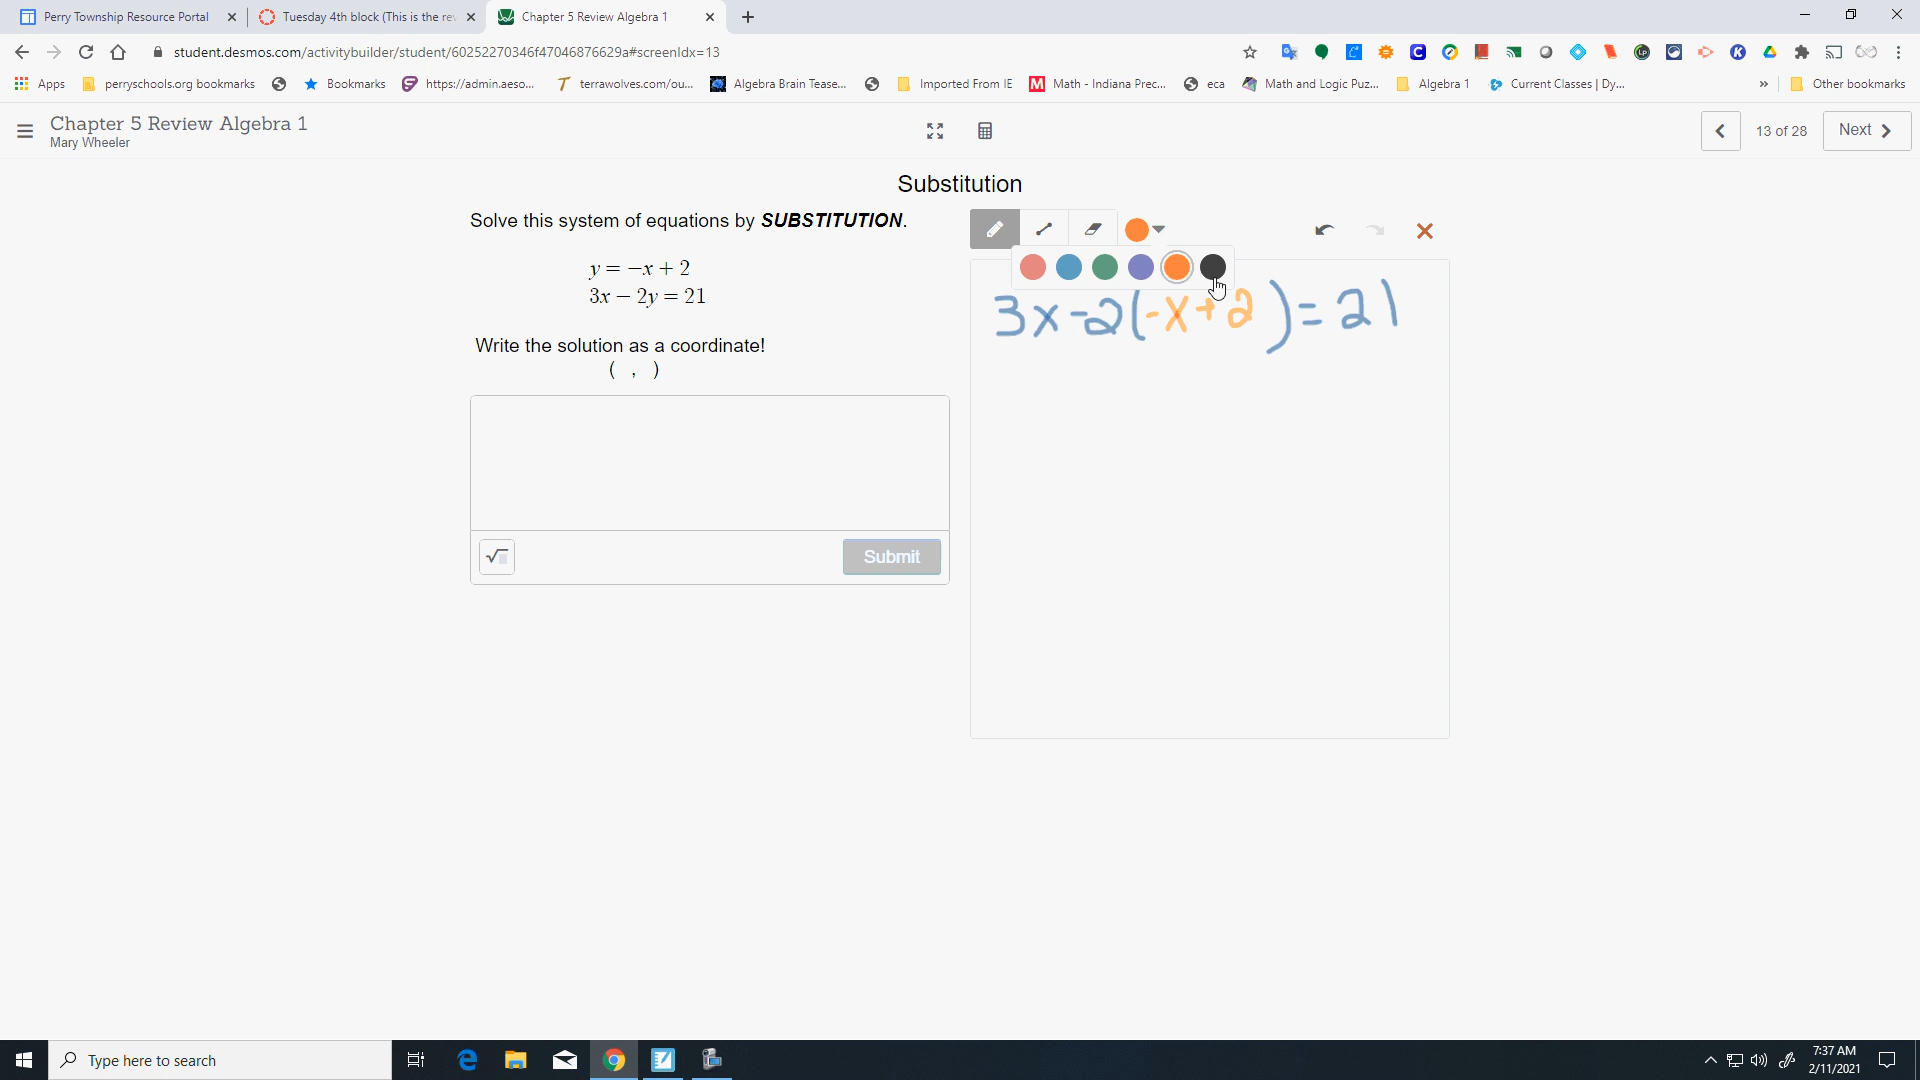 Perry Township Resource Portal
Tuesday 4th block (This is the rev
Chapter 5 Review Algebra 1
student.desmos.com/activitybuilder/student/60252270346f47046876629a#screenIdx=13
Apps
perryschools.org bookmarks
Bookmarks
https://admin.aeso...
terrawolves.com/ou...
Algebra Brain Tease...
Imported From IE
Math - Indiana Prec...
eca
Math and Logic Puz...
Algebra 1
Current Classes | Dy...
»
Other bookmarks
Chapter 5 Review Algebra 1
Mary Wheeler
13 of 28
Next
Substitution
Solve this system of equations by SUBSTITUTION.
y = −x + 2
3x − 2y = 21
Write the solution as a coordinate!
( , )
Submit
3x-2(-x+2)=21
Type here to search
7:37 AM
2/11/2021